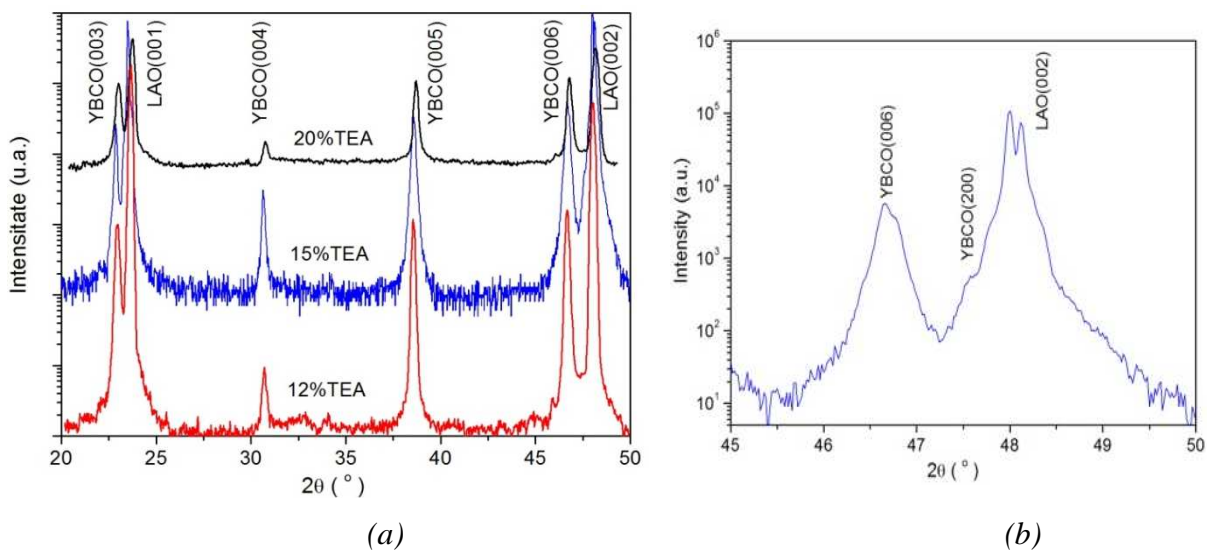 Intensitate (u.a.)
YBCO(003)
LAO(001)
YBCO(004)
YBCO(005)
YBCO(006)
LAO(002)
20%TEA
15%TEA
12%TEA
20 25 30 35 40 45 50
2θ ( ° )
(a)
Intensity (a.u.)
10⁶
10⁵
10⁴
10³
10²
10¹
YBCO(006)
YBCO(200)
LAO(002)
45 46 47 48 49 50
2θ ( ° )
(b)